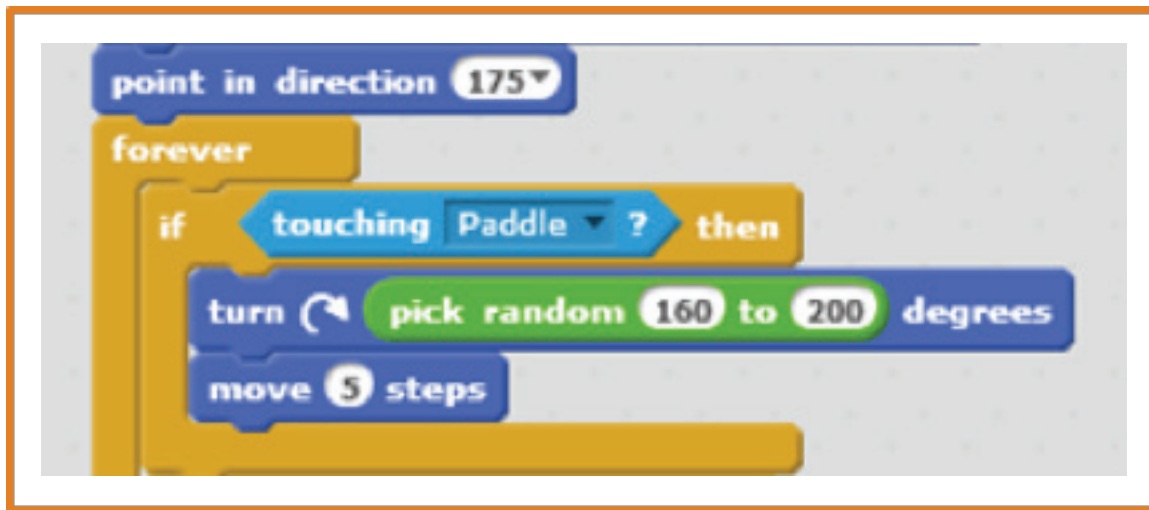 point in direction 175
forever
if touching Paddle ? then
turn pick random 160 to 200 degrees
move 5 steps